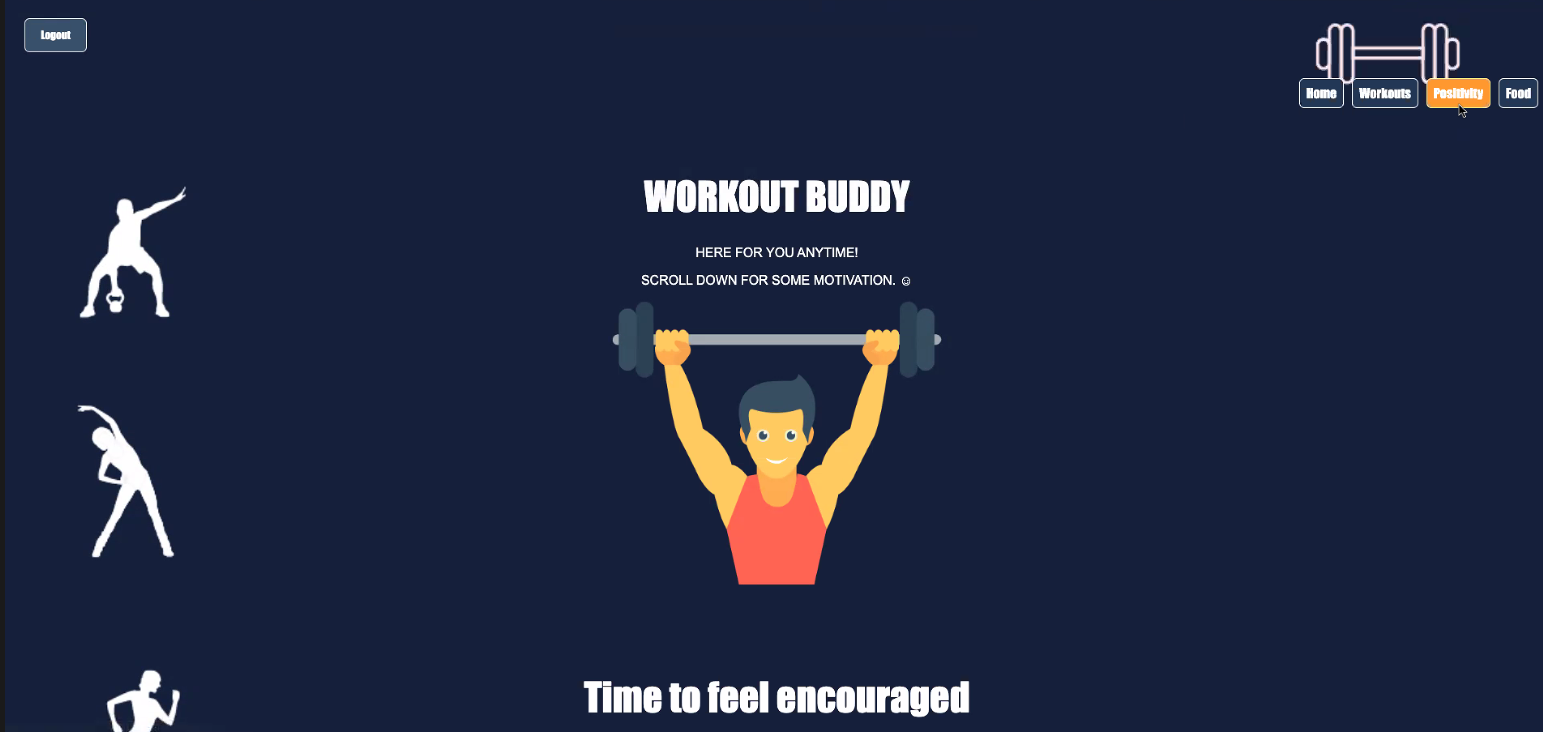 Logout
Home Workouts Positivity Food
WORKOUT BUDDY
HERE FOR YOU ANYTIME!
SCROLL DOWN FOR SOME MOTIVATION. ☺
Time to feel encouraged